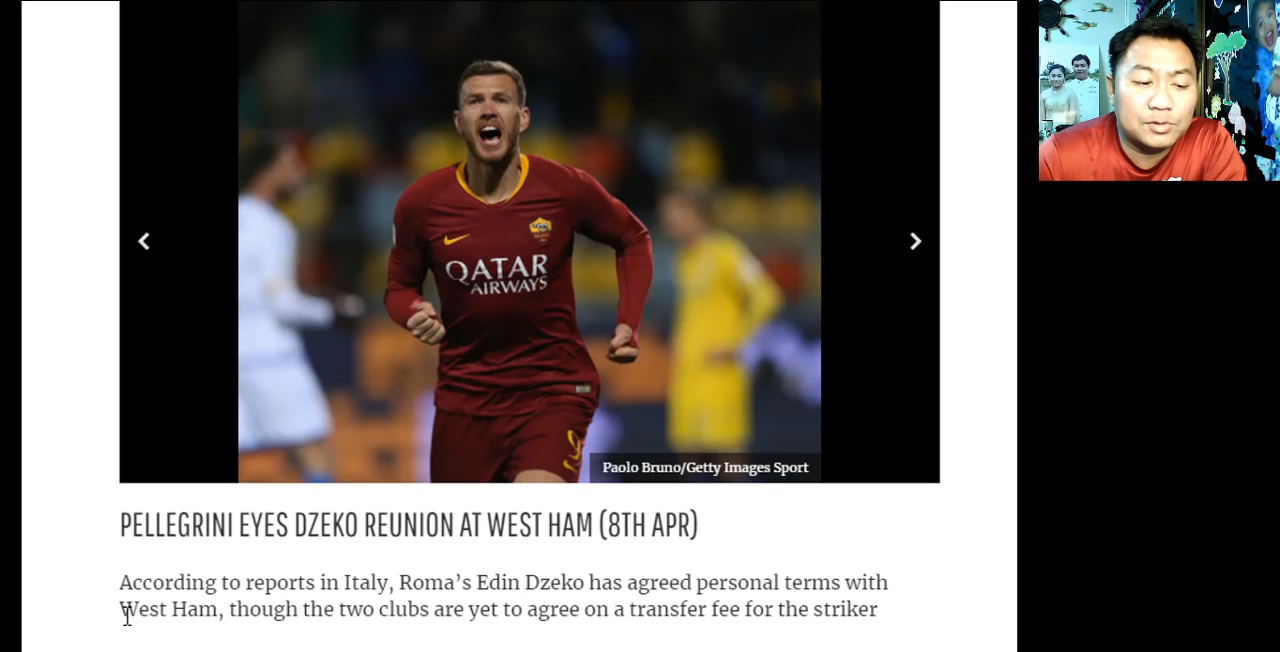 QATAR
AIRWAYS
9
Paolo Bruno/Getty Images Sport
PELLEGRINI EYES DZEKO REUNION AT WEST HAM (8TH APR)
According to reports in Italy, Roma’s Edin Dzeko has agreed personal terms with
West Ham, though the two clubs are yet to agree on a transfer fee for the striker